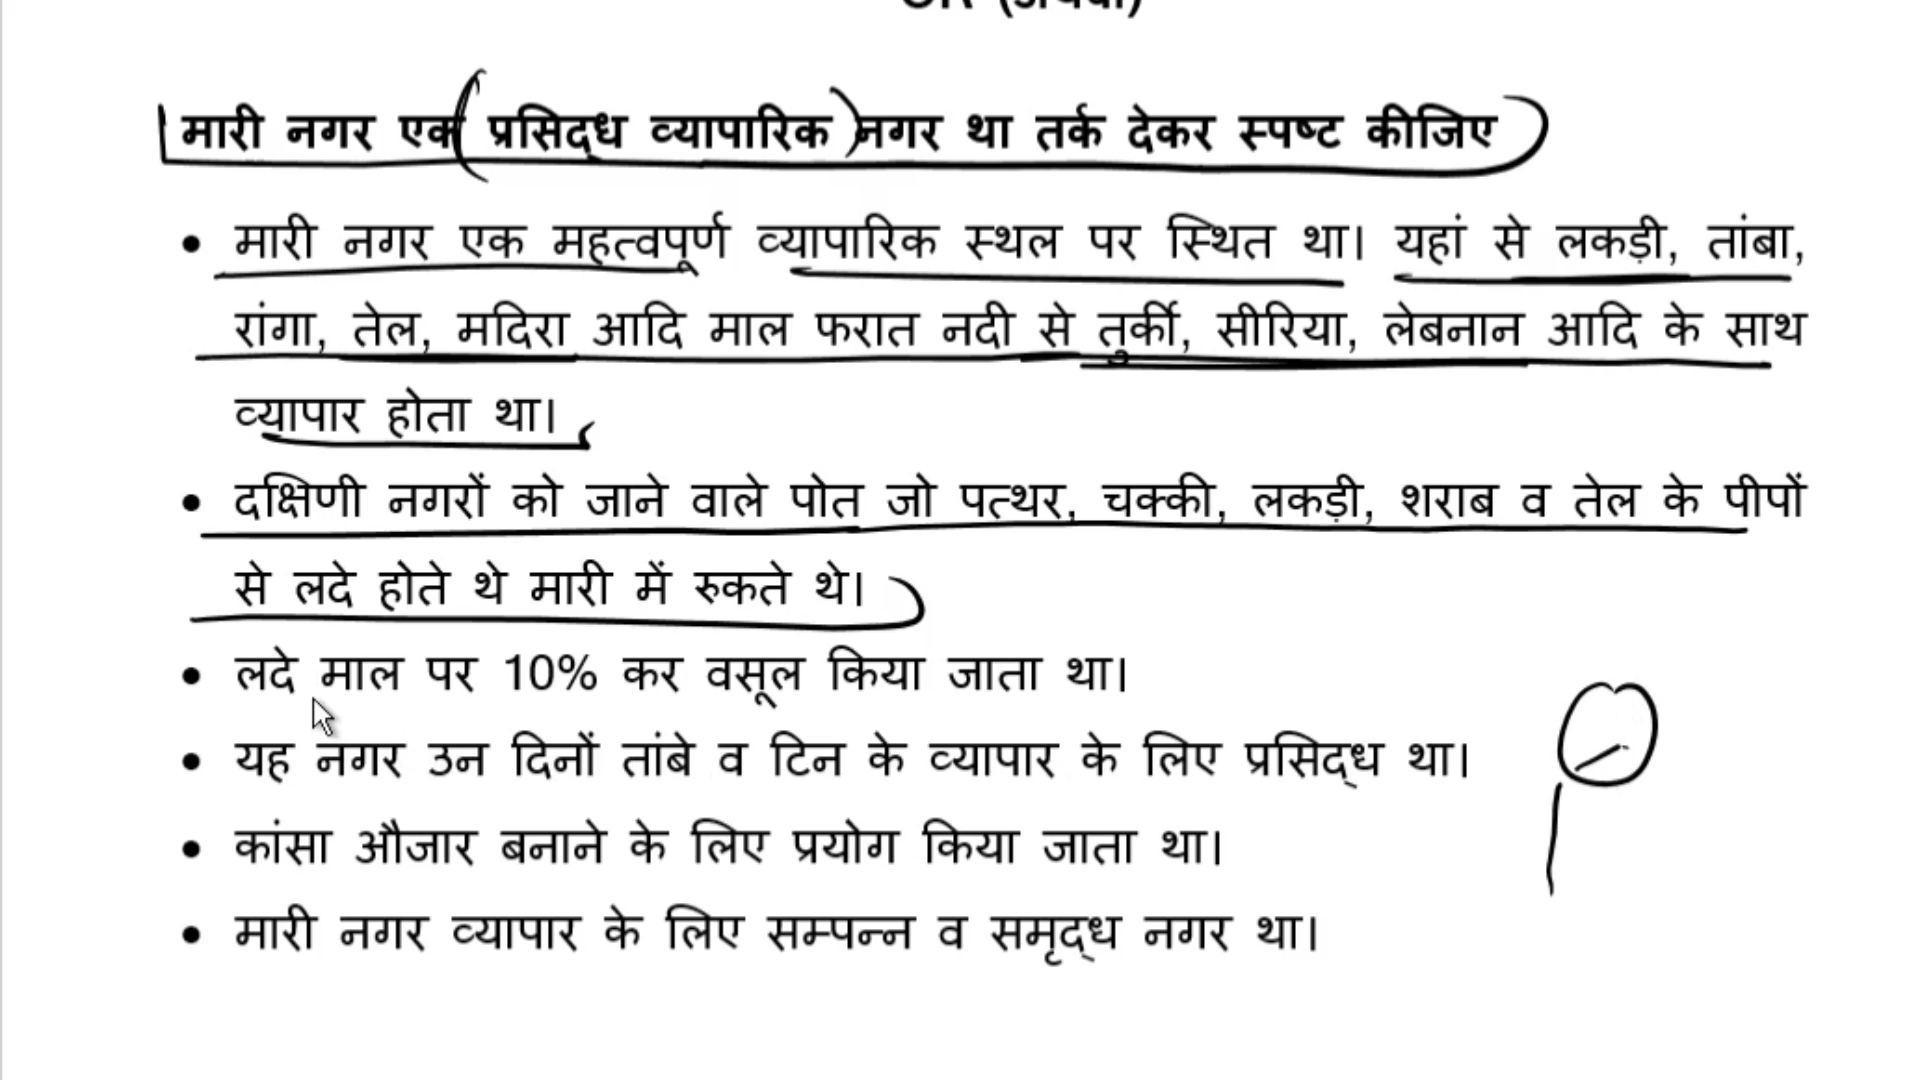 मारी नगर एक प्रसिद्ध व्यापारिक नगर था तर्क देकर स्पष्ट कीजिए
• मारी नगर एक महत्वपूर्ण व्यापारिक स्थल पर स्थित था। यहां से लकड़ी, तांबा,
रांगा, तेल, मदिरा आदि माल फरात नदी से तुर्की, सीरिया, लेबनान आदि के साथ
व्यापार होता था।
• दक्षिणी नगरों को जाने वाले पोत जो पत्थर, चक्की, लकड़ी, शराब व तेल के पीपों
से लदे होते थे मारी में रुकते थे।
• लदे माल पर 10% कर वसूल किया जाता था।
• यह नगर उन दिनों तांबे व टिन के व्यापार के लिए प्रसिद्ध था।
• कांसा औजार बनाने के लिए प्रयोग किया जाता था।
• मारी नगर व्यापार के लिए सम्पन्न व समृद्ध नगर था।